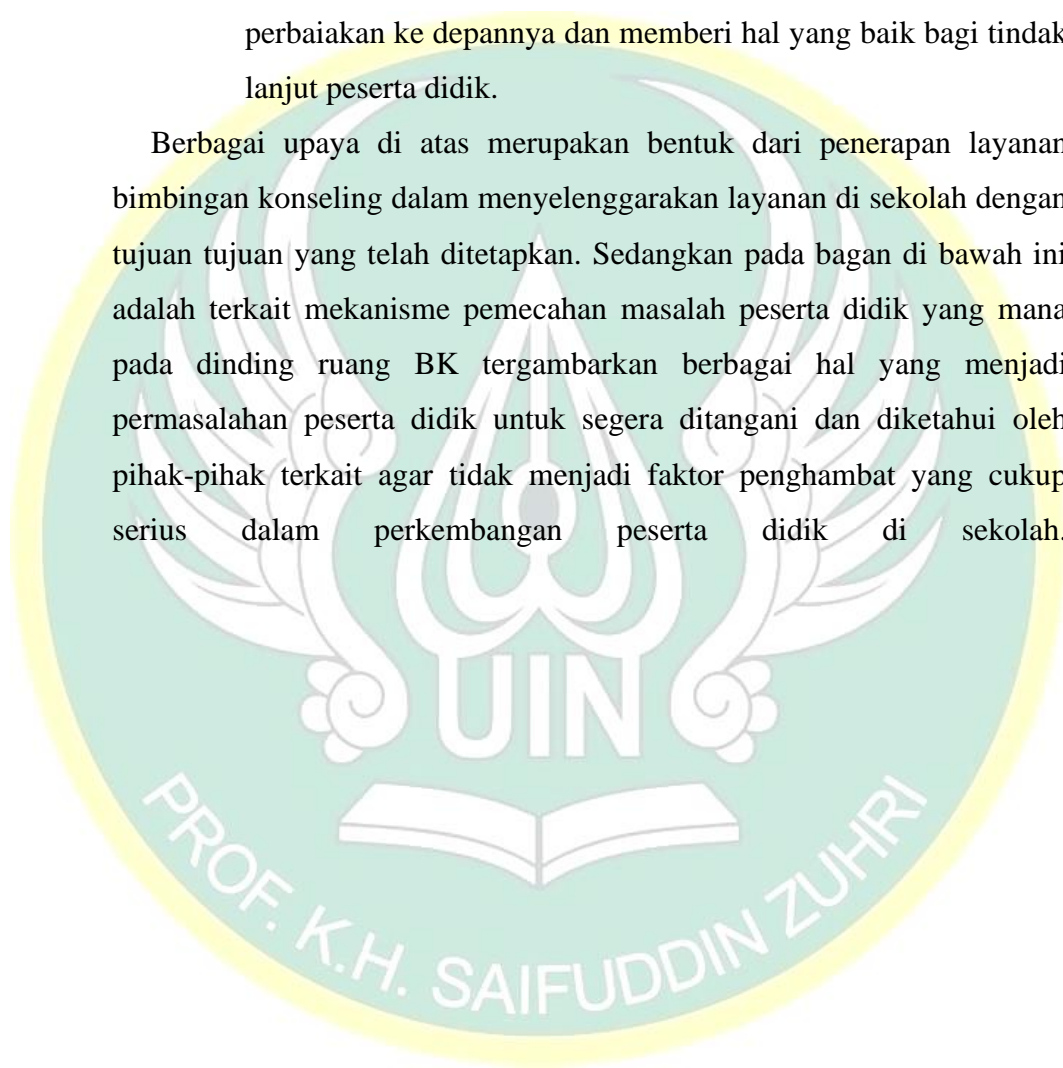 perbaiakan ke depannya dan memberi hal yang baik bagi tindak
lanjut peserta didik.
Berbagai upaya di atas merupakan bentuk dari penerapan layanan
bimbingan konseling dalam menyelenggarakan layanan di sekolah dengan
tujuan tujuan yang telah ditetapkan. Sedangkan pada bagan di bawah ini
adalah terkait mekanisme pemecahan masalah peserta didik yang mana
pada dinding ruang BK tergambarkan berbagai hal yang menjadi
permasalahan peserta didik untuk segera ditangani dan diketahui oleh
pihak-pihak terkait agar tidak menjadi faktor penghambat yang cukup
serius dalam perkembangan peserta didik di sekolah.
UIN
PROF. K.H. SAIFUDDIN ZUHRI